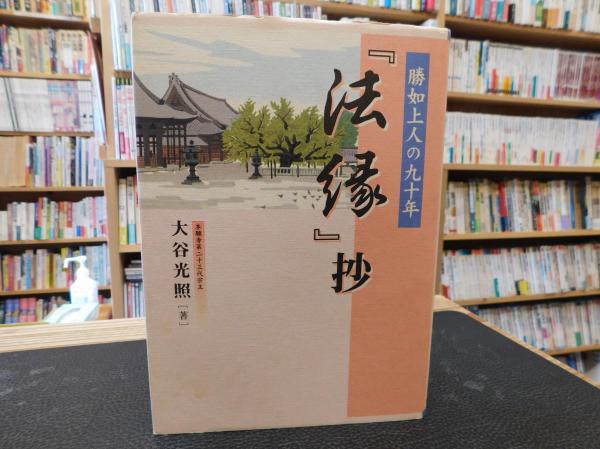 勝如上人の九十年
『法縁』抄
本願寺第二十三代宗主
大谷光照[著]